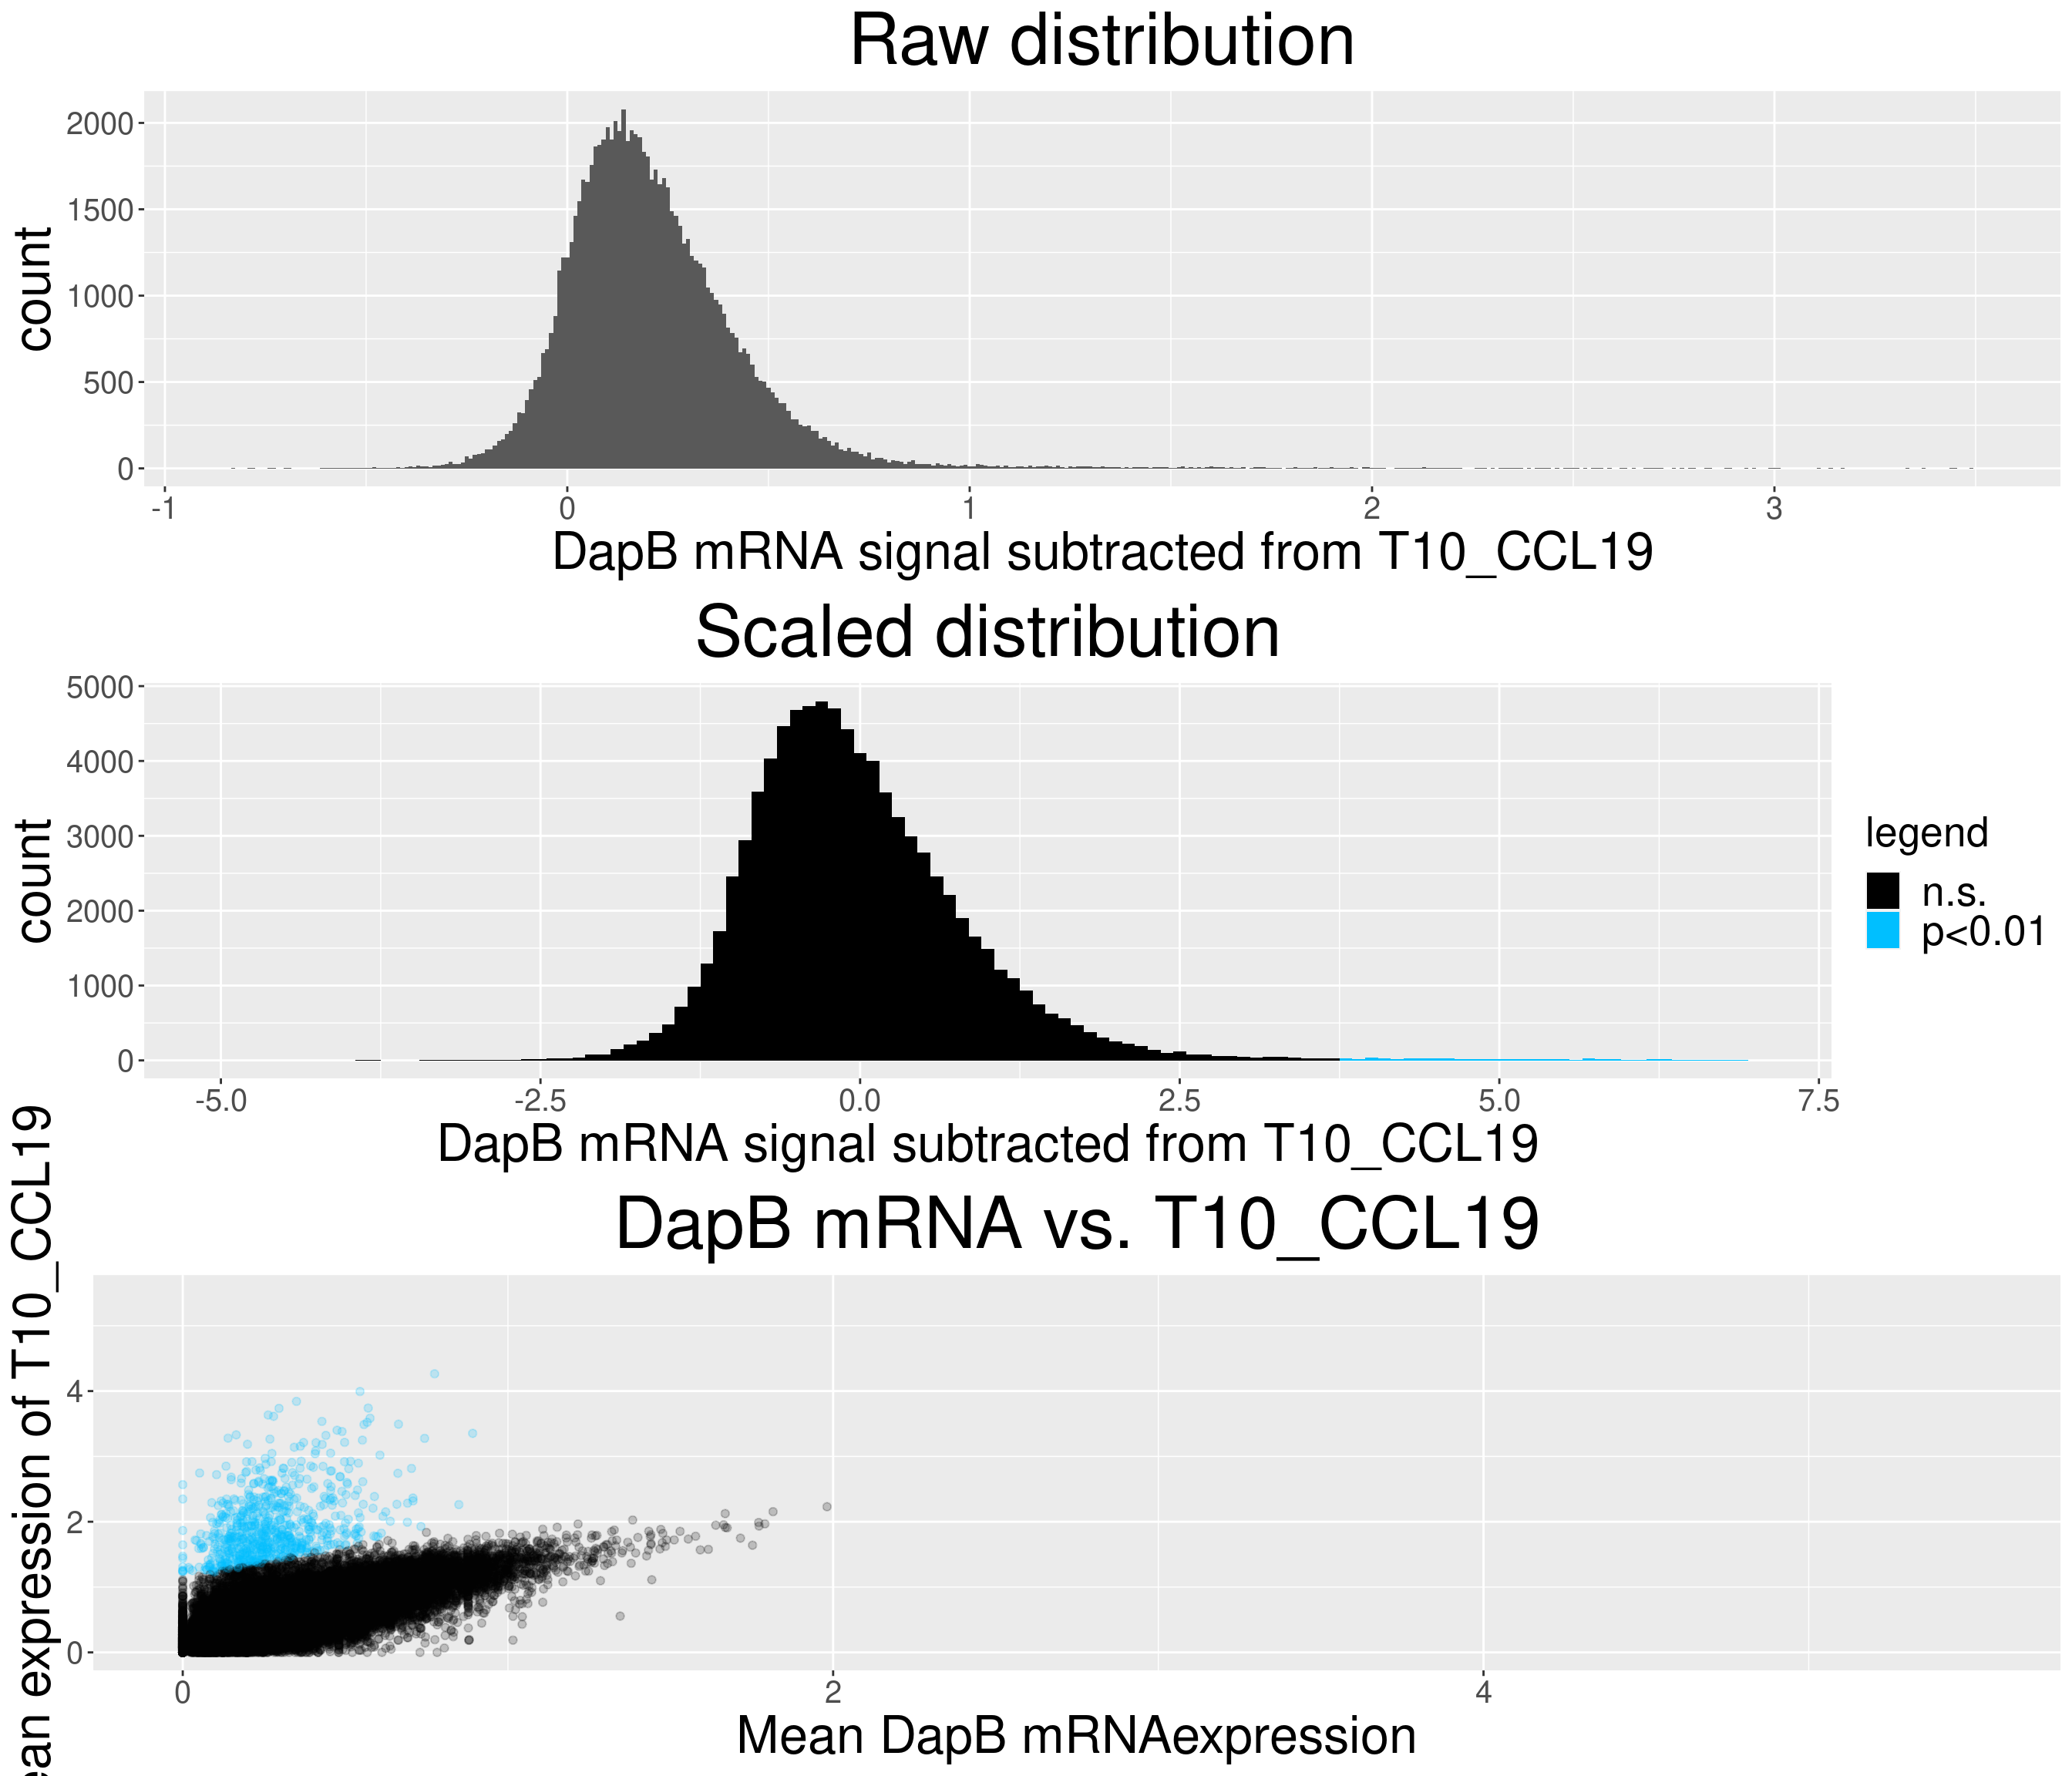 Raw distribution
2000
1500
1000
500
0
count
-1 0 1 2 3
DapB mRNA signal subtracted from T10_CCL19
Scaled distribution
5000
4000
3000
2000
1000
0
count
-5.0 -2.5 0.0 2.5 5.0 7.5
DapB mRNA signal subtracted from T10_CCL19
legend
n.s.
p<0.01
DapB mRNA vs. T10_CCL19
4
2
0
expression of T10_CCL19
0 2 4
Mean DapB mRNAexpression